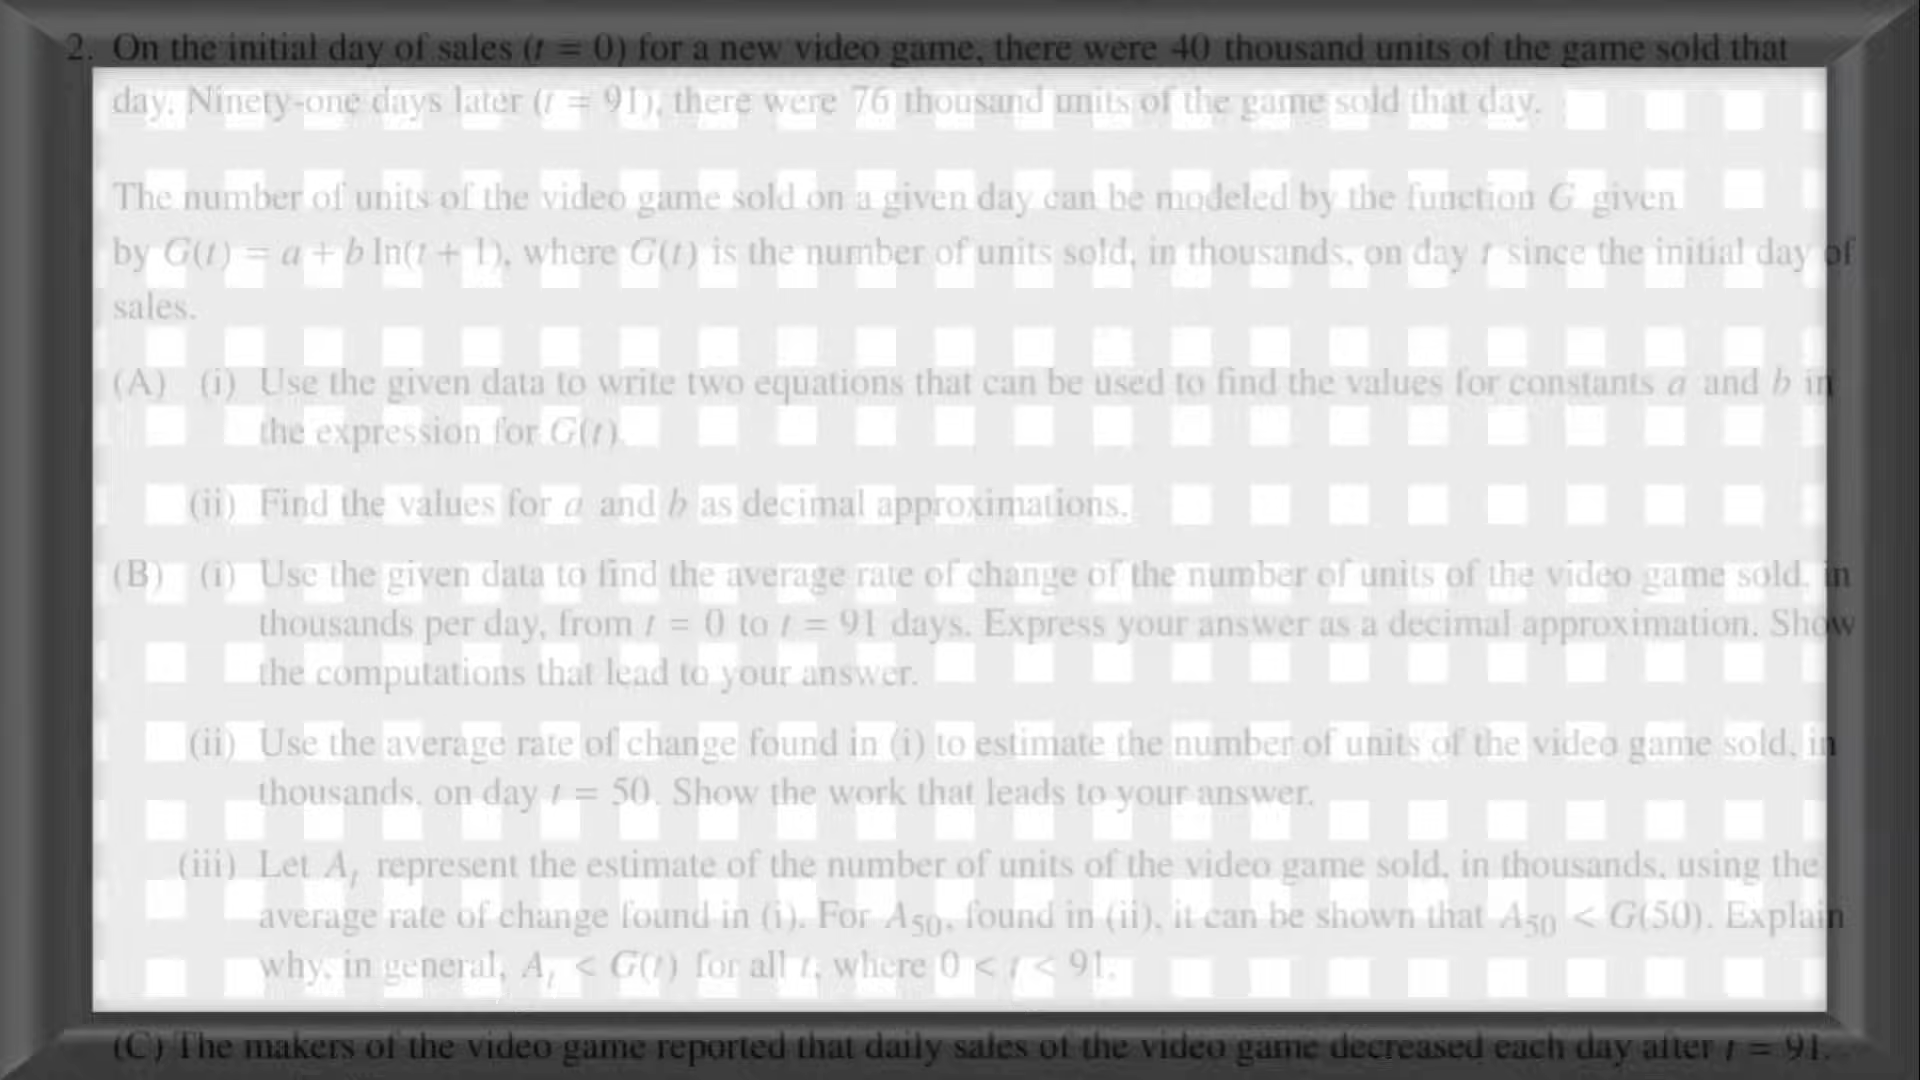 2. On the initial day of sales (t = 0) for a new video game, there were 40 thousand units of the game sold that
day. Ninety-one days later (t = 91), there were 76 thousand units of the game sold that day.
The number of units of the video game sold on a given day can be modeled by the function G given
by G(t) = a + b ln(t + 1), where G(t) is the number of units sold, in thousands, on day t since the initial day of
sales.
(A) (i) Use the given data to write two equations that can be used to find the values for constants a and b in
the expression for G(t).
(ii) Find the values for a and b as decimal approximations.
(B) (i) Use the given data to find the average rate of change of the number of units of the video game sold, in
thousands per day, from t = 0 to t = 91 days. Express your answer as a decimal approximation. Show
the computations that lead to your answer.
(ii) Use the average rate of change found in (i) to estimate the number of units of the video game sold, in
thousands, on day t = 50. Show the work that leads to your answer.
(iii) Let Aₜ represent the estimate of the number of units of the video game sold, in thousands, using the
average rate of change found in (i). For A₅₀, found in (ii), it can be shown that A₅₀ < G(50). Explain
why, in general, Aₜ < G(t) for all t, where 0 < t < 91.
(C) The makers of the video game reported that daily sales of the video game decreased each day after t = 91.